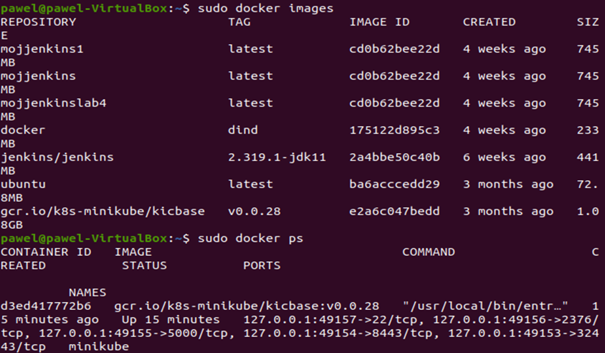 pawel@pawel-VirtualBox:~$ sudo docker images
REPOSITORY TAG IMAGE ID CREATED SIZ
E
mojjenkins1 latest cd0b62bee22d 4 weeks ago 745
MB
mojjenkins latest cd0b62bee22d 4 weeks ago 745
MB
mojjenkinslab4 latest cd0b62bee22d 4 weeks ago 745
MB
docker dind 175122d895c3 4 weeks ago 233
MB
jenkins/jenkins 2.319.1-jdk11 2a4bbe50c40b 6 weeks ago 441
MB
ubuntu latest ba6acccedd29 3 months ago 72.
8MB
gcr.io/k8s-minikube/kicbase v0.0.28 e2a6c047bedd 3 months ago 1.0
8GB
pawel@pawel-VirtualBox:~$ sudo docker ps
CONTAINER ID IMAGE COMMAND C
REATED STATUS PORTS
NAMES
d3ed417772b6 gcr.io/k8s-minikube/kicbase:v0.0.28 "/usr/local/bin/entr…" 1
5 minutes ago Up 15 minutes 127.0.0.1:49157->22/tcp, 127.0.0.1:49156->2376/
tcp, 127.0.0.1:49155->5000/tcp, 127.0.0.1:49154->8443/tcp, 127.0.0.1:49153->324
43/tcp minikube